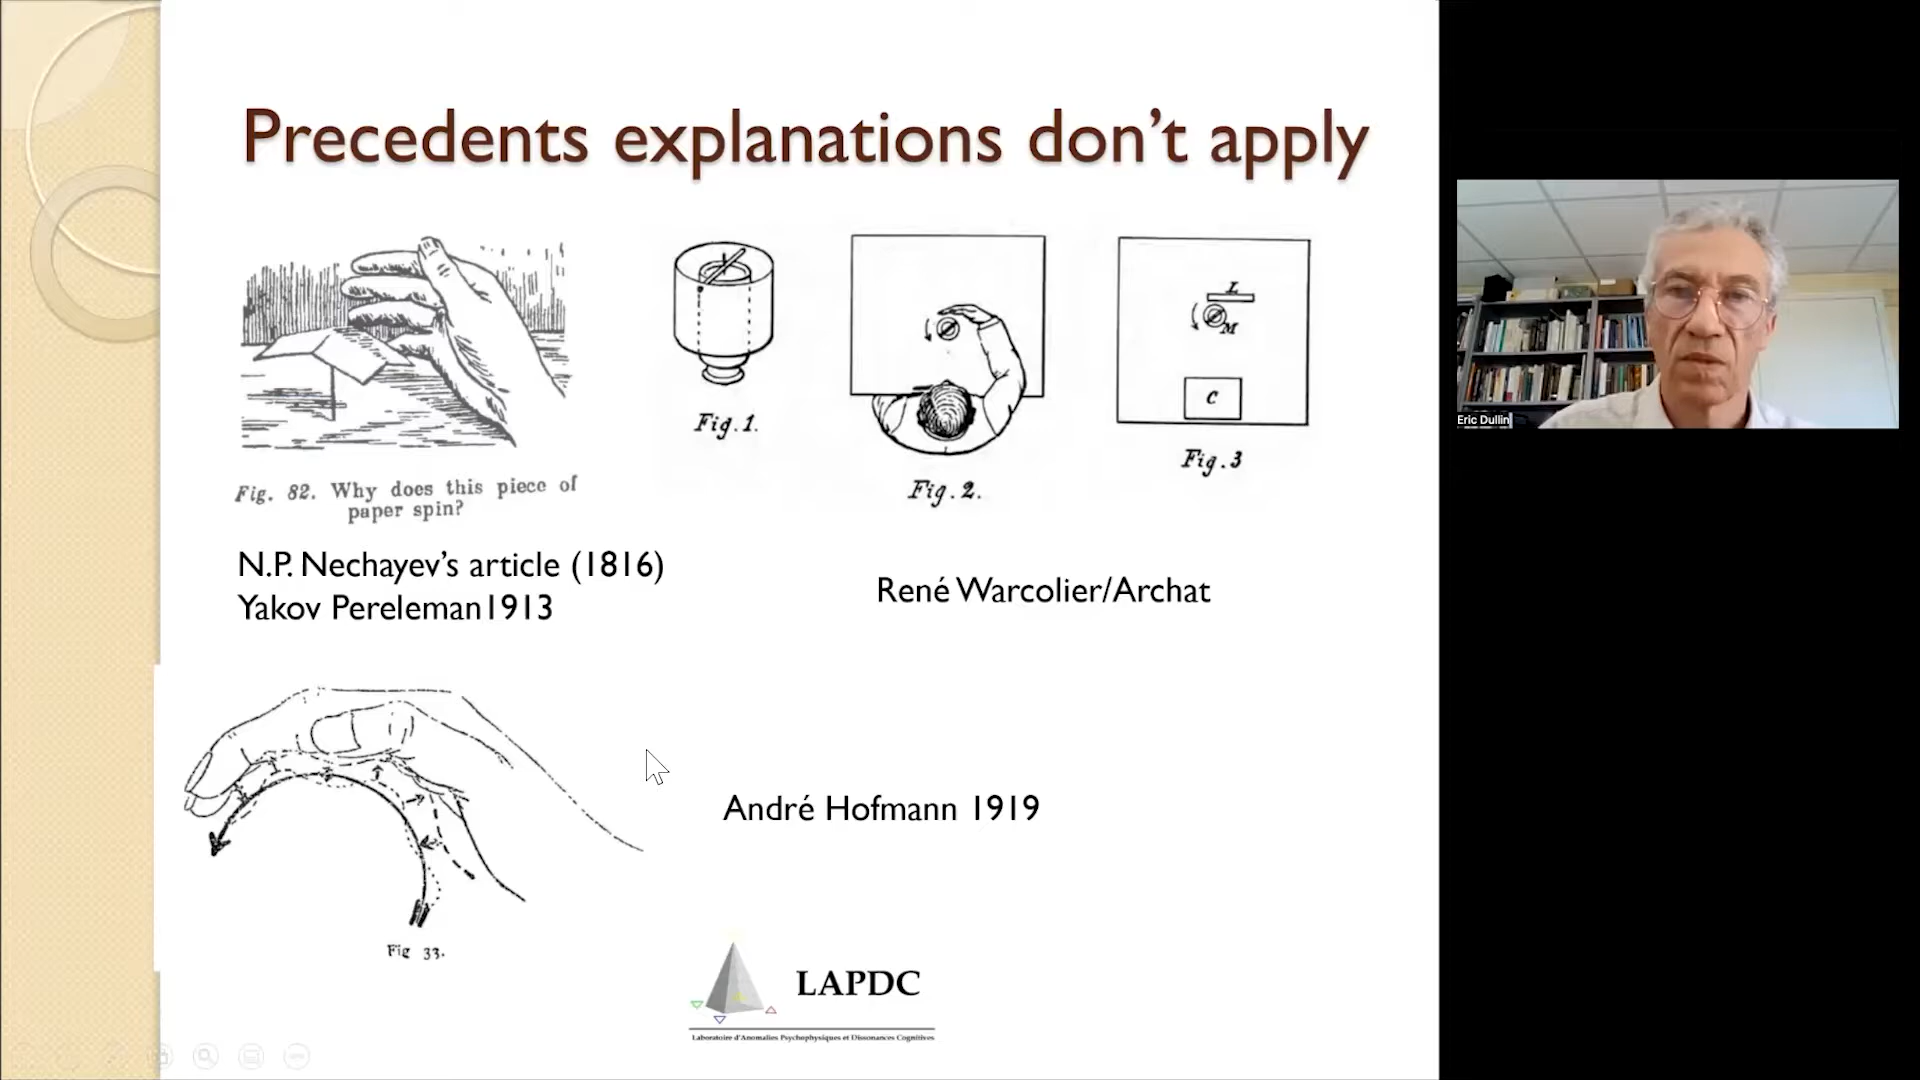 Precedents explanations don't apply
Fig. 82. Why does this piece of
paper spin?
Fig. 1.
Fig. 2.
L
M
C
Fig. 3
N.P. Nechayev's article (1816)
Yakov Pereleman1913
René Warcolier/Archat
Fig 33.
André Hofmann 1919
LAPDC
Laboratoire d'Anomalies Psychophysiques et Dissonances Cognitives
Eric Dullin